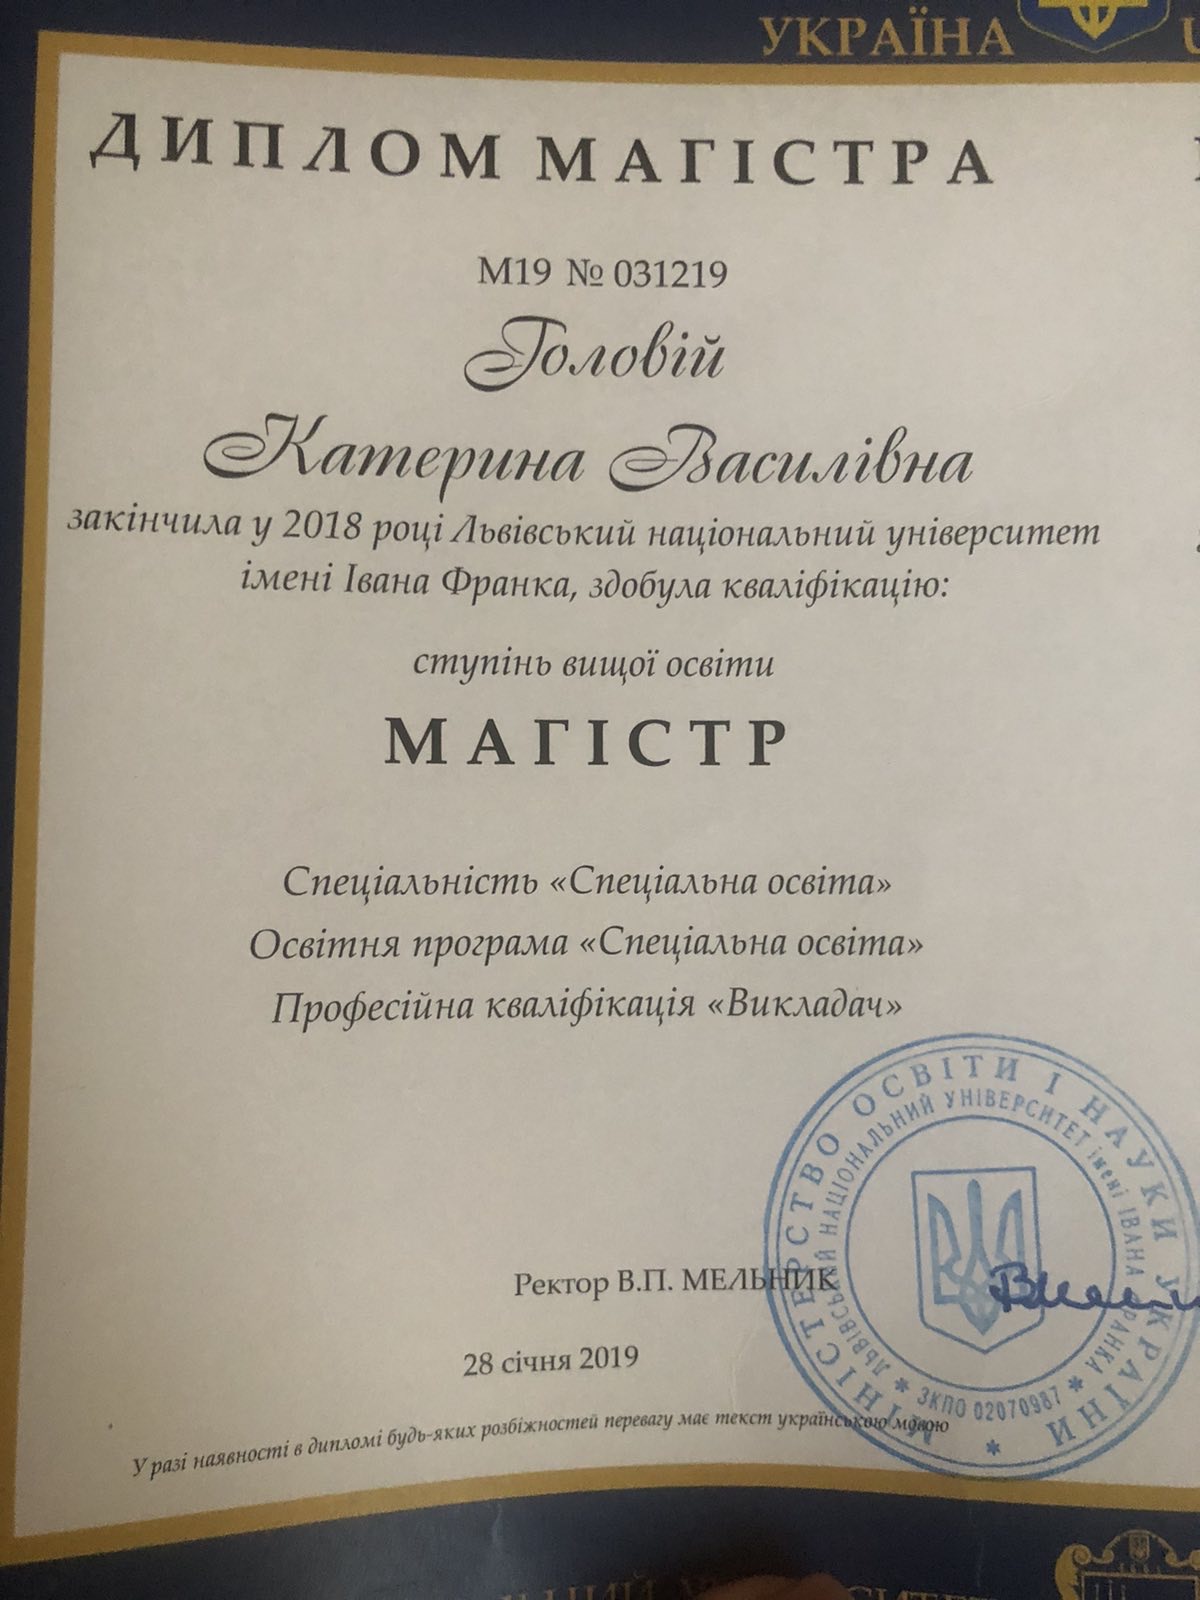 УКРАЇНА
ДИПЛОМ МАГІСТРА
М19 № 031219
Головій
Катерина Василівна
закінчила у 2018 році Львівський національний університет
імені Івана Франка, здобула кваліфікацію:
ступінь вищої освіти
МАГІСТР
Спеціальність «Спеціальна освіта»
Освітня програма «Спеціальна освіта»
Професійна кваліфікація «Викладач»
МІНІСТЕРСТВО ОСВІТИ І НАУКИ УКРАЇНИ
ЛЬВІВСЬКИЙ НАЦІОНАЛЬНИЙ УНІВЕРСИТЕТ імені ІВАНА ФРАНКА
ЗКПО 02070987
Ректор В.П. МЕЛЬНИК
28 січня 2019
У разі наявності в дипломі будь-яких розбіжностей перевагу має текст українською мовою